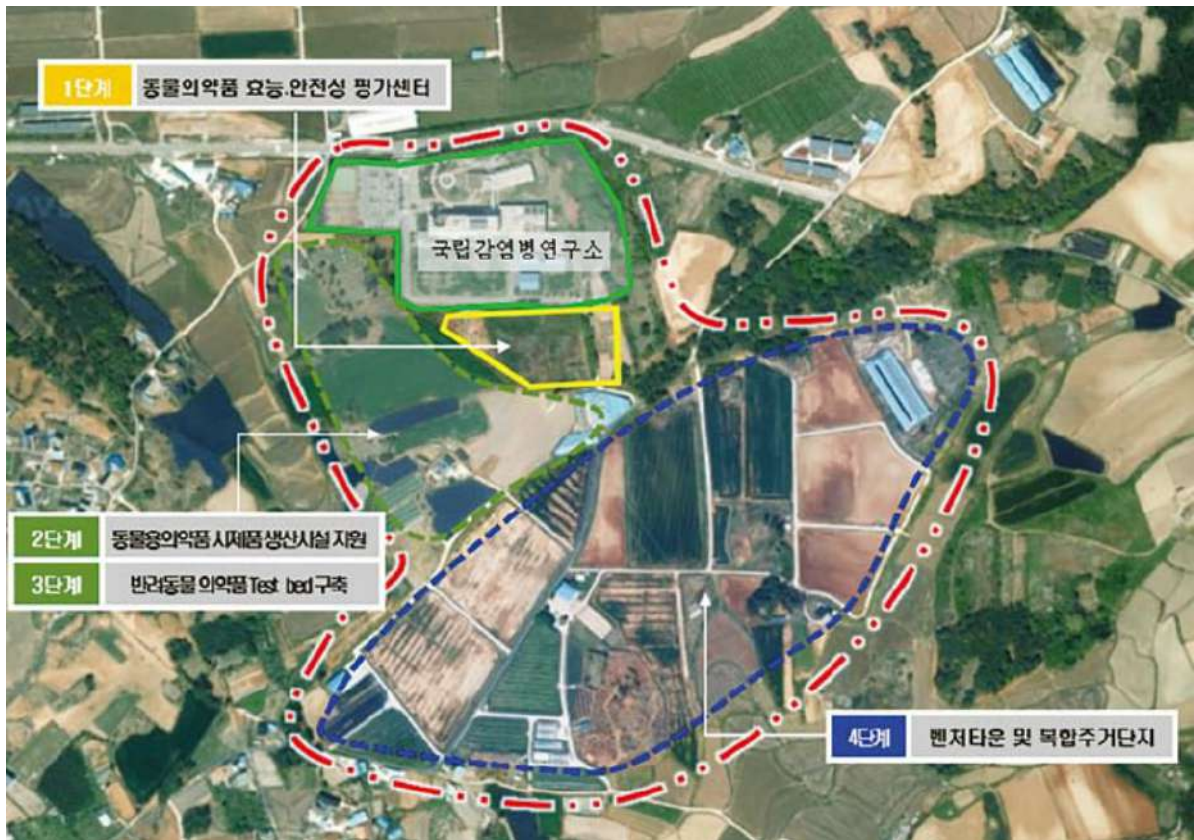 1단계 동물의약품 효능.안전성 평가센터
국립감염병연구소
2단계 동물용의약품 시제품 생산시설 지원
3단계 반려동물 의약품 Test bed 구축
4단계 벤처타운 및 복합주거단지